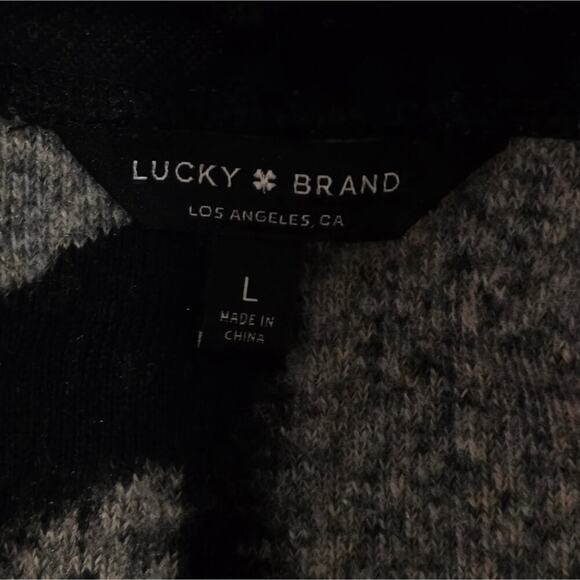 LUCKY BRAND
LOS ANGELES, CA
L
MADE IN
CHINA